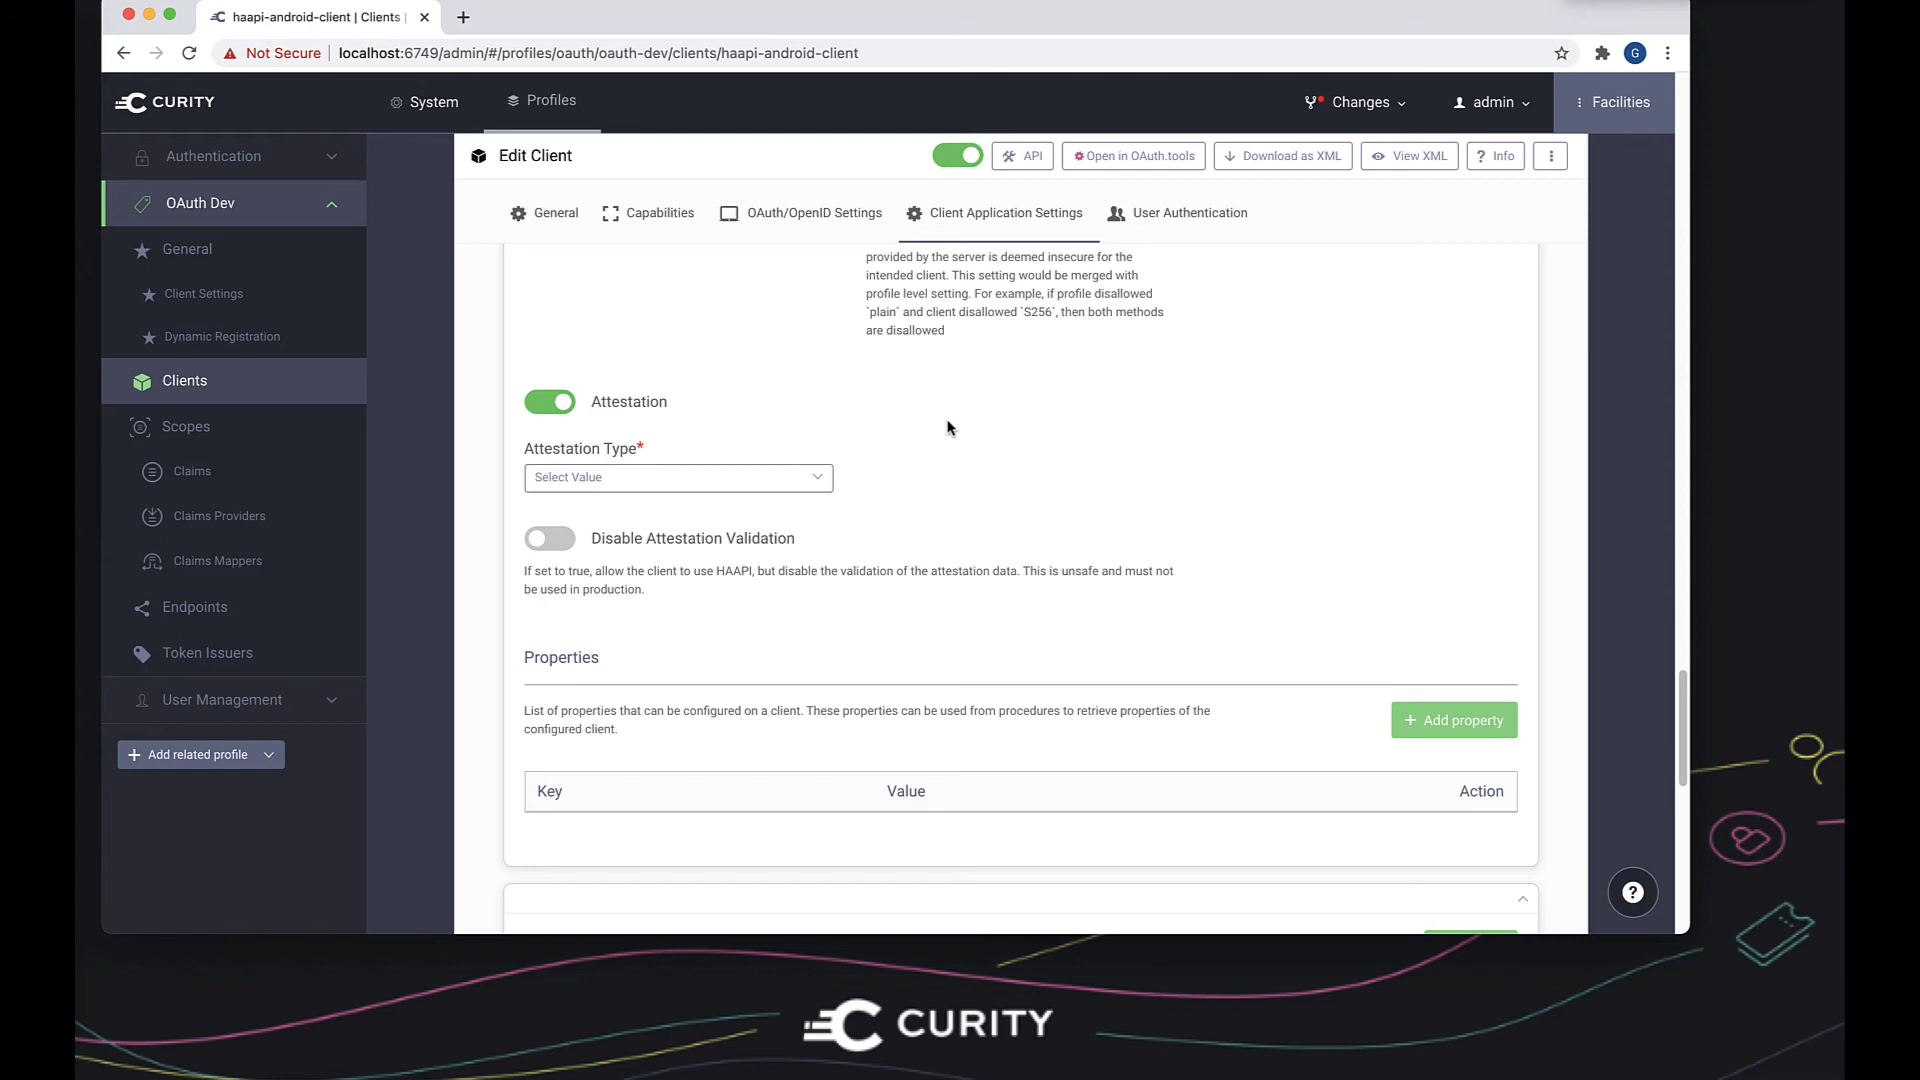 haapi-android-client | Clients |
Not Secure localhost:6749/admin/#/profiles/oauth/oauth-dev/clients/haapi-android-client
G
CURITY
System
Profiles
Changes
admin
Facilities
Authentication
OAuth Dev
General
Client Settings
Dynamic Registration
Clients
Scopes
Claims
Claims Providers
Claims Mappers
Endpoints
Token Issuers
User Management
+ Add related profile
Edit Client
API
Open in OAuth.tools
Download as XML
View XML
? Info
General
Capabilities
OAuth/OpenID Settings
Client Application Settings
User Authentication
provided by the server is deemed insecure for the
intended client. This setting would be merged with
profile level setting. For example, if profile disallowed
`plain` and client disallowed `S256`, then both methods
are disallowed
Attestation
Attestation Type*
Select Value
Disable Attestation Validation
If set to true, allow the client to use HAAPI, but disable the validation of the attestation data. This is unsafe and must not
be used in production.
Properties
List of properties that can be configured on a client. These properties can be used from procedures to retrieve properties of the
configured client.
+ Add property
Key Value Action
?
CURITY